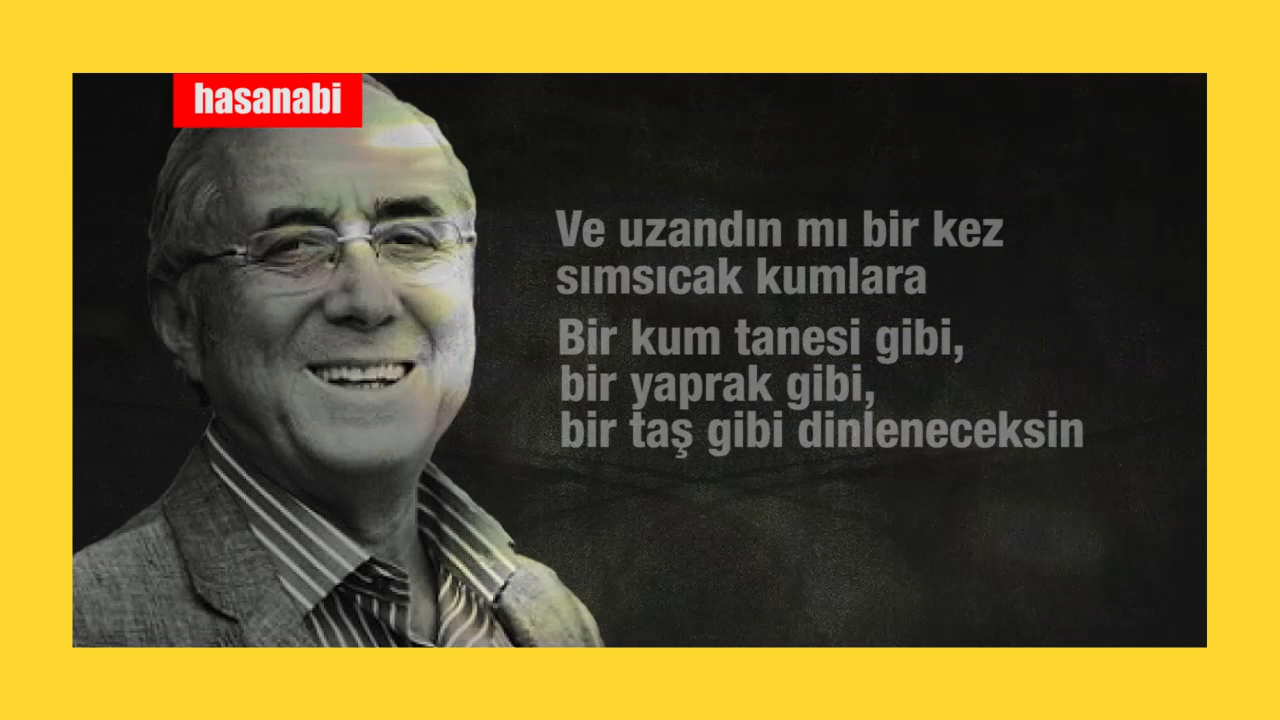 hasanabi
Ve uzandın mı bir kez
sımsıcak kumlara
Bir kum tanesi gibi,
bir yaprak gibi,
bir taş gibi dinleneceksin